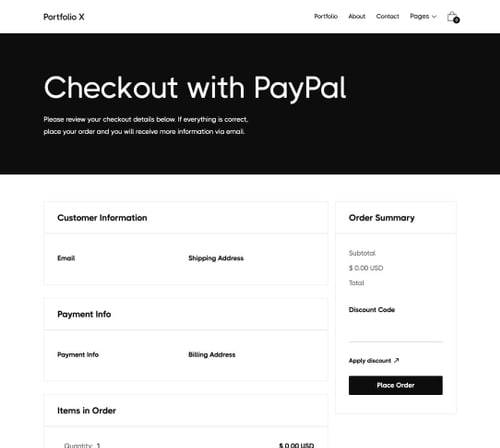 Portfolio X
Portfolio About Contact Pages
0
Checkout with PayPal
Please review your checkout details below. If everything is correct,
place your order and you will receive more information via email.
Customer Information
Email Shipping Address
Payment Info
Payment Info Billing Address
Items in Order
Quantity: 1 $ 0.00 USD
Order Summary
Subtotal
$ 0.00 USD
Total
Discount Code
Apply discount ↗
Place Order